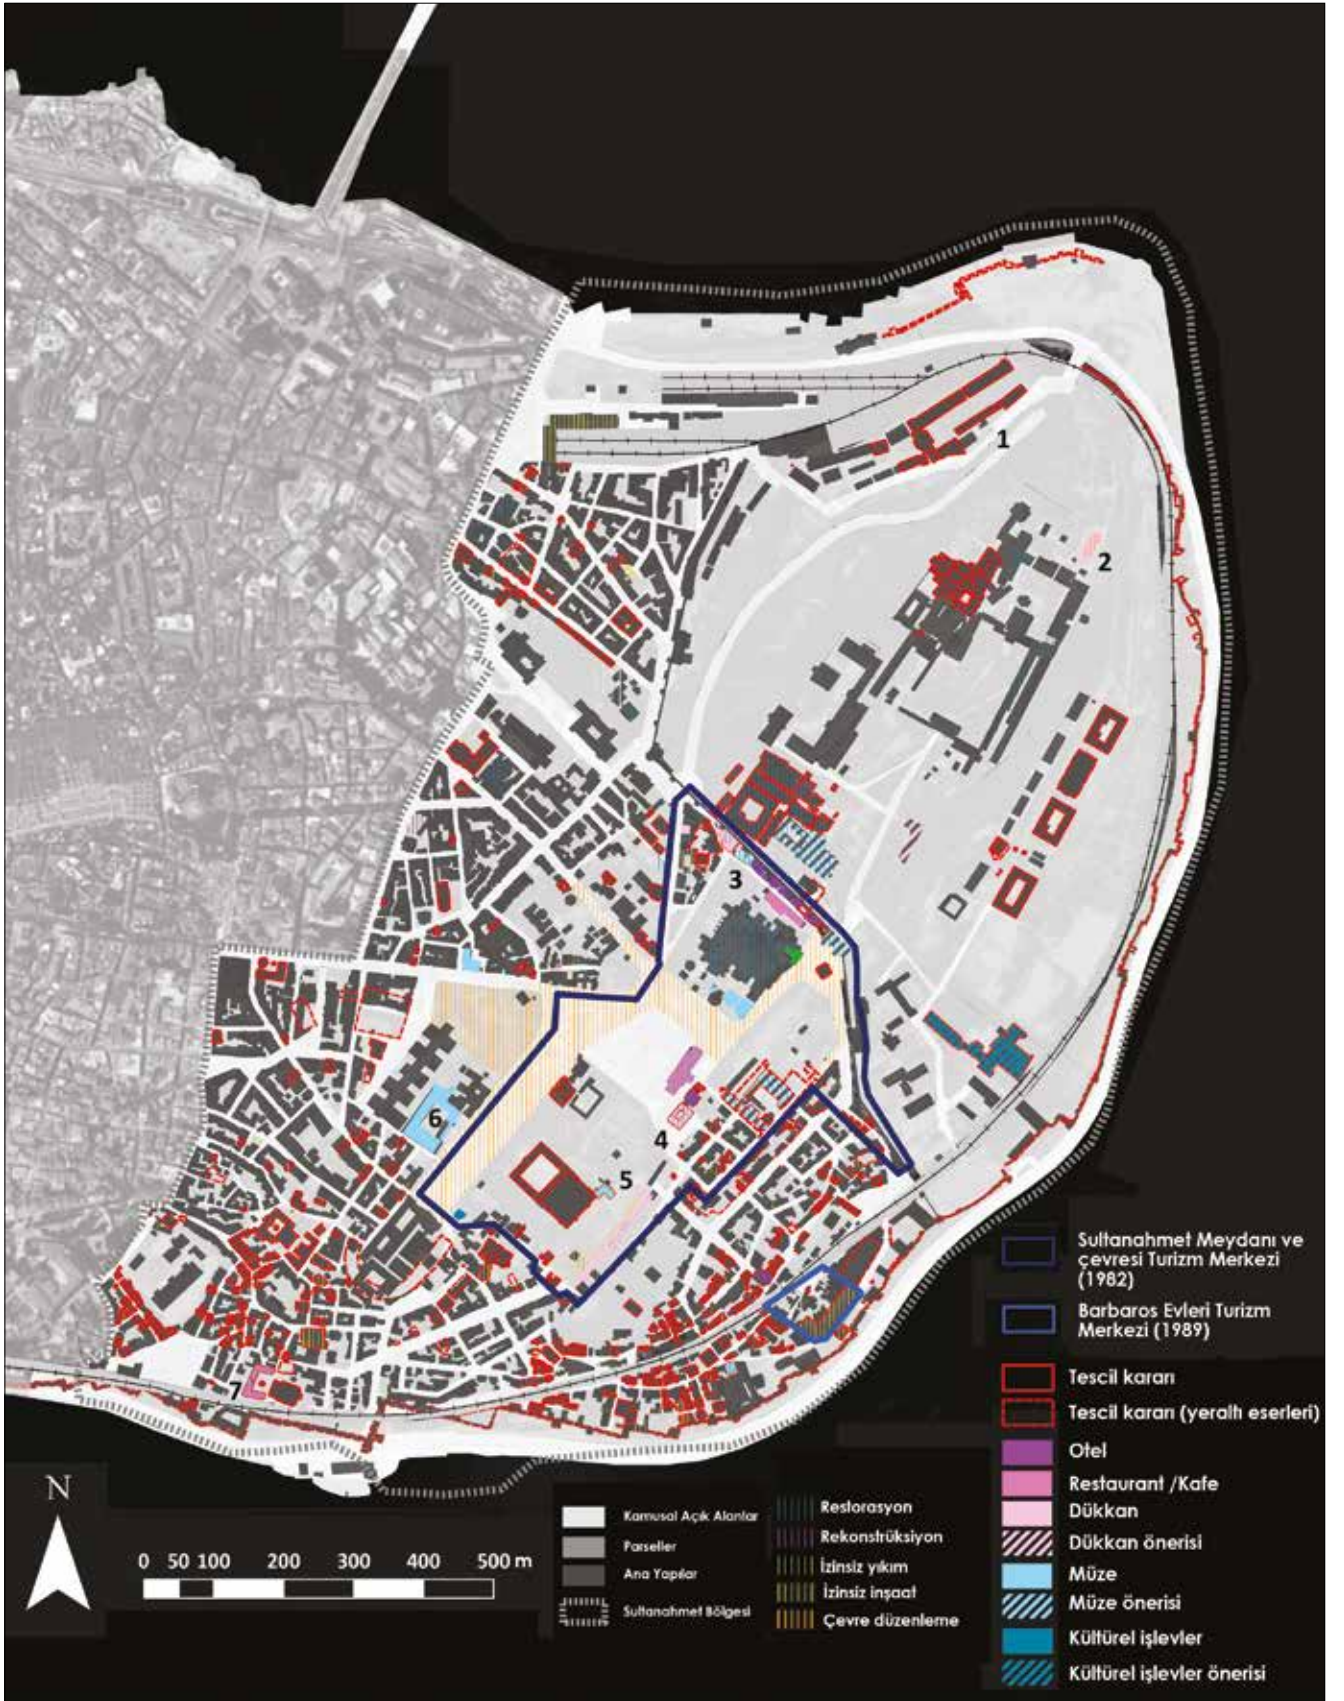 1
2
3
4
5
6
7
N
0 50 100 200 300 400 500 m
Kamusal Açık Alanlar
Parseller
Ana Yapılar
Sultanahmet Bölgesi
Restorasyon
Rekonstrüksiyon
İzinsiz yıkım
İzinsiz inşaat
Çevre düzenleme
Sultanahmet Meydanı ve
çevresi Turizm Merkezi
(1982)
Barbaros Evleri Turizm
Merkezi (1989)
Tescil kararı
Tescil kararı (yeraltı eserleri)
Otel
Restaurant /Kafe
Dükkan
Dükkan önerisi
Müze
Müze önerisi
Kültürel işlevler
Kültürel işlevler önerisi